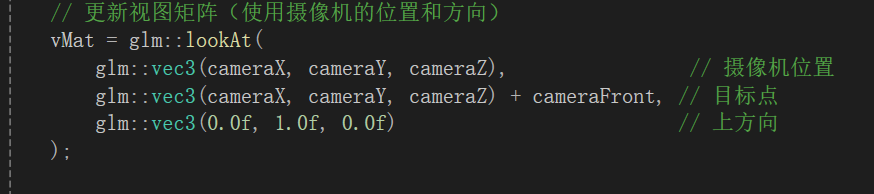 // 更新视图矩阵（使用摄像机的位置和方向）
vMat = glm::lookAt(
glm::vec3(cameraX, cameraY, cameraZ), // 摄像机位置
glm::vec3(cameraX, cameraY, cameraZ) + cameraFront, // 目标点
glm::vec3(0.0f, 1.0f, 0.0f) // 上方向
);